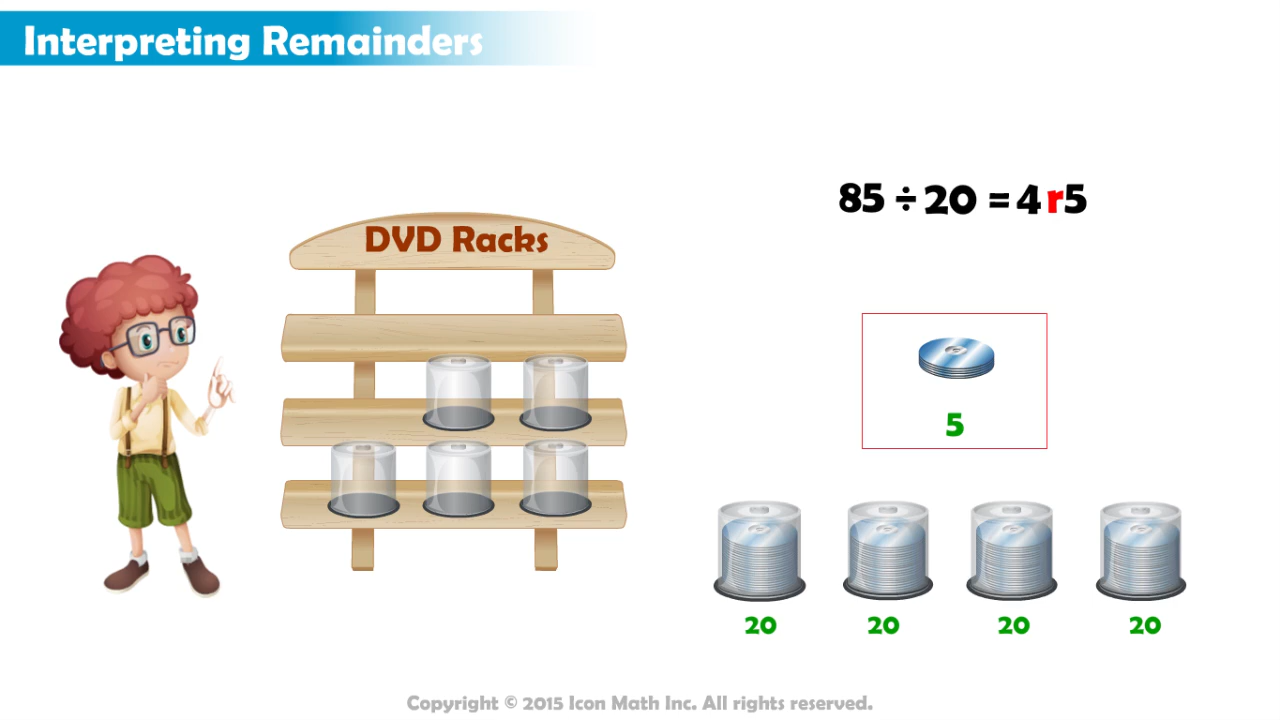 Interpreting Remainders
85 ÷ 20 = 4 r5
DVD Racks
5
20 20 20 20
Copyright © 2015 Icon Math Inc. All rights reserved.